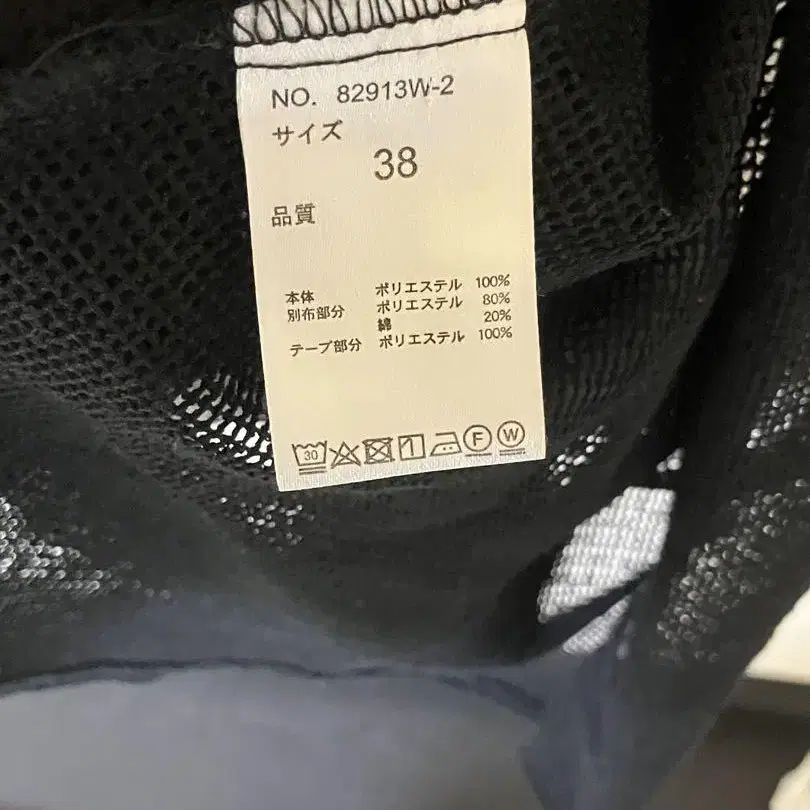 NO. 82913W-2
サイズ
38
品質
本体 ポリエステル 100%
別布部分 ポリエステル 80%
綿 20%
テープ部分 ポリエステル 100%
30 F W